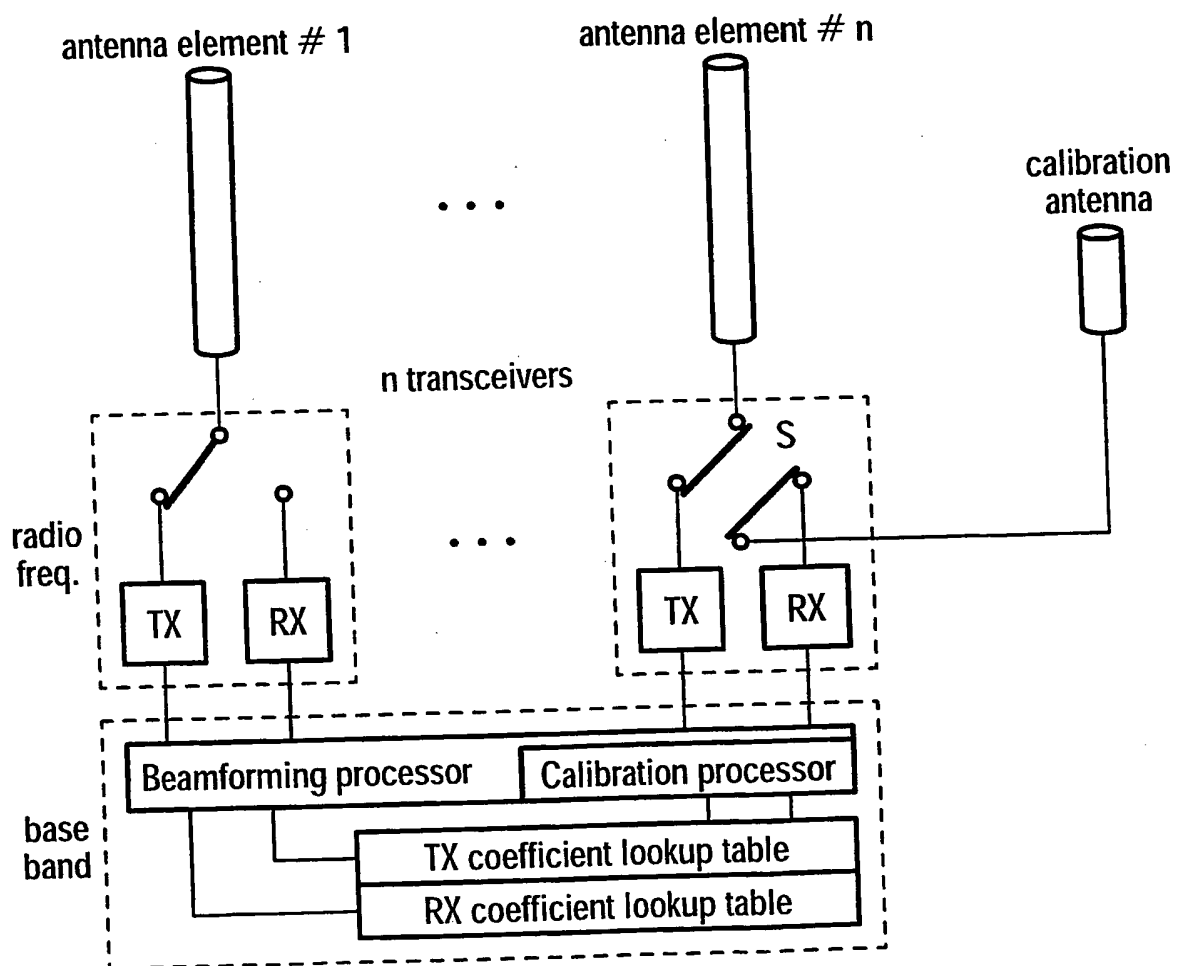 antenna element # 1
antenna element # n
calibration
antenna
n transceivers
S
radio
freq.
TX
RX
TX
RX
Beamforming processor
Calibration processor
base
band
TX coefficient lookup table
RX coefficient lookup table